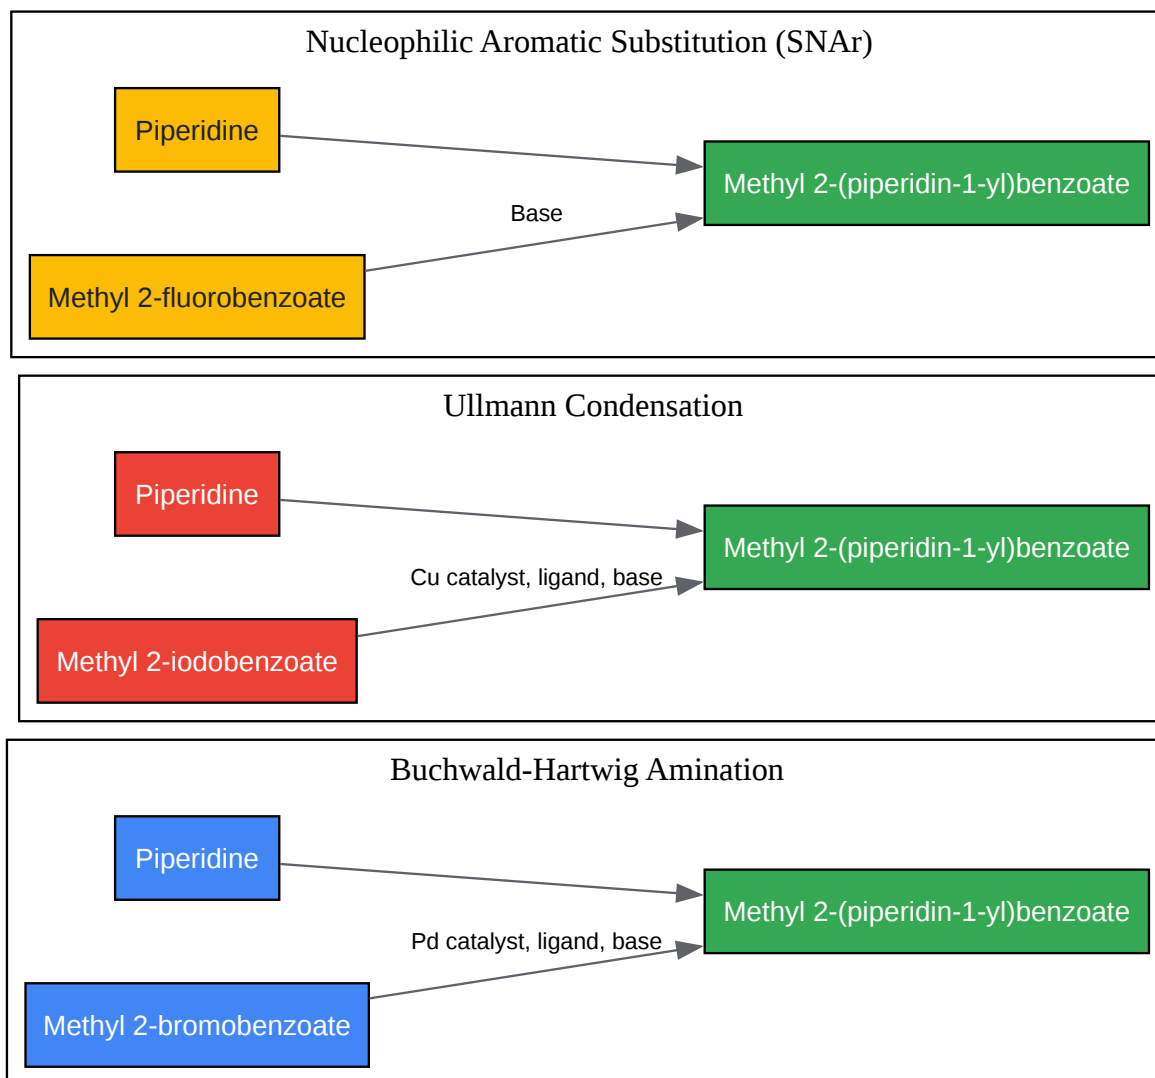 Nucleophilic Aromatic Substitution (SNAr)
Piperidine
Methyl 2-(piperidin-1-yl)benzoate
Base
Methyl 2-fluorobenzoate
Ullmann Condensation
Piperidine
Methyl 2-(piperidin-1-yl)benzoate
Cu catalyst, ligand, base
Methyl 2-iodobenzoate
Buchwald-Hartwig Amination
Piperidine
Methyl 2-(piperidin-1-yl)benzoate
Pd catalyst, ligand, base
Methyl 2-bromobenzoate